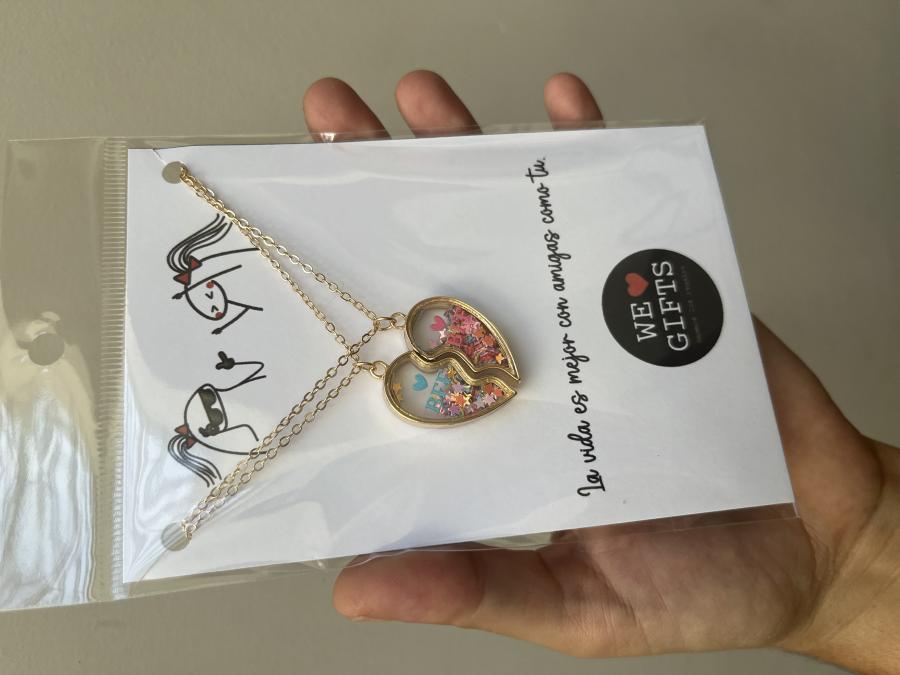 BFF
La vida es mejor con amigas como tu.
WE
GIFTS